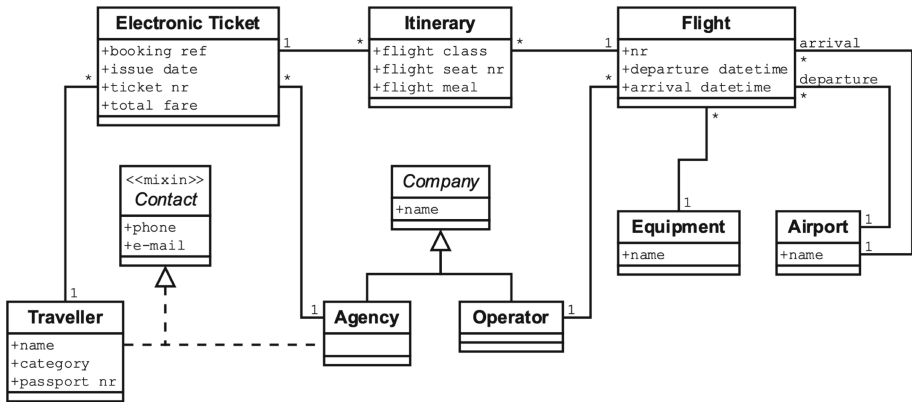 Electronic Ticket
+booking ref
+issue date
+ticket nr
+total fare
1
*
*
*
Itinerary
+flight class
+flight seat nr
+flight meal
*
1
Flight
+nr
+departure datetime
+arrival datetime
*
*
arrival
*
departure
*
<<mixin>>
Contact
+phone
+e-mail
Company
+name
1
Equipment
+name
Airport
+name
1
1
1
Traveller
+name
+category
+passport nr
1
Agency
Operator
1